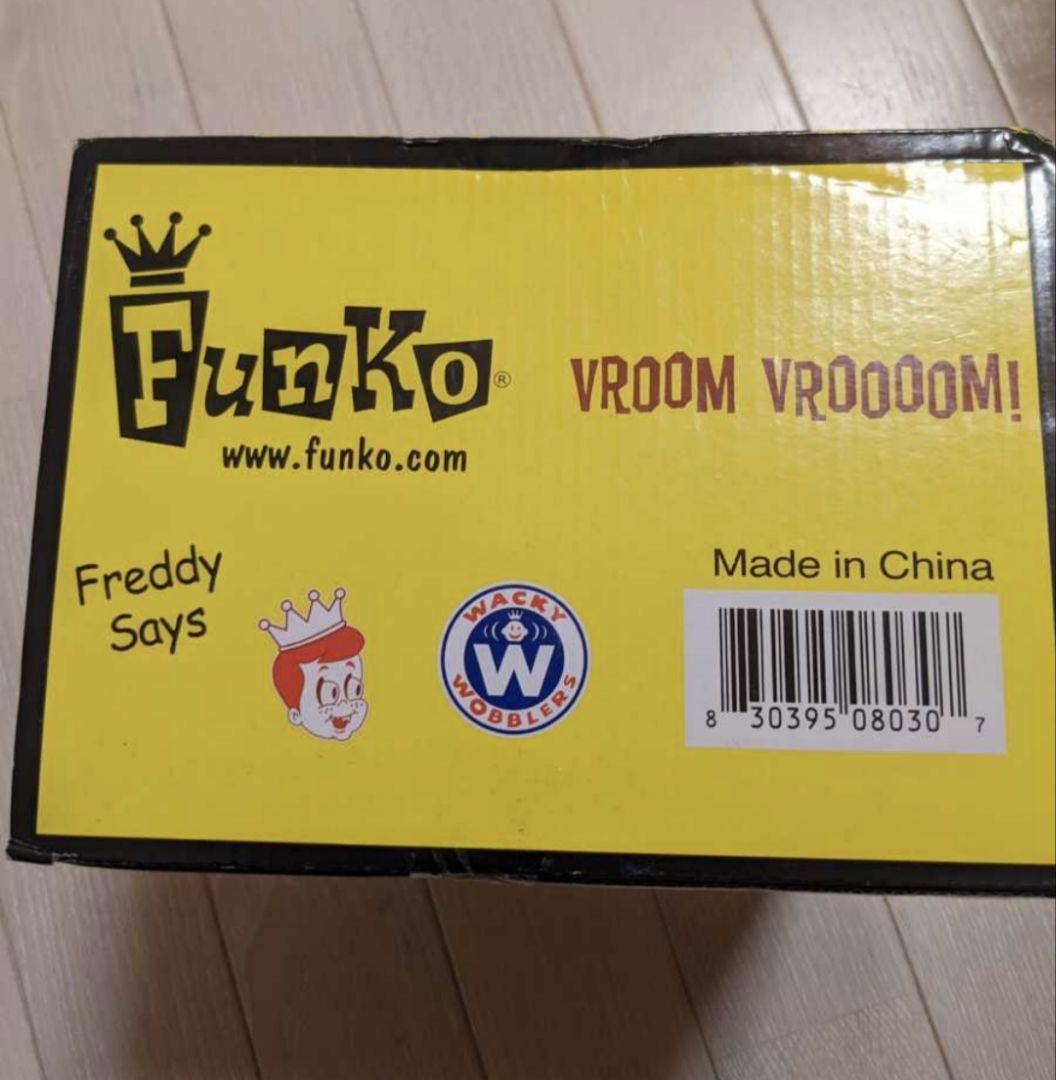 Funko®
www.funko.com
VROOM VROOOOM!
Freddy
Says
WACKY
W
WOBBLERS
Made in China
8 30395 08030 7